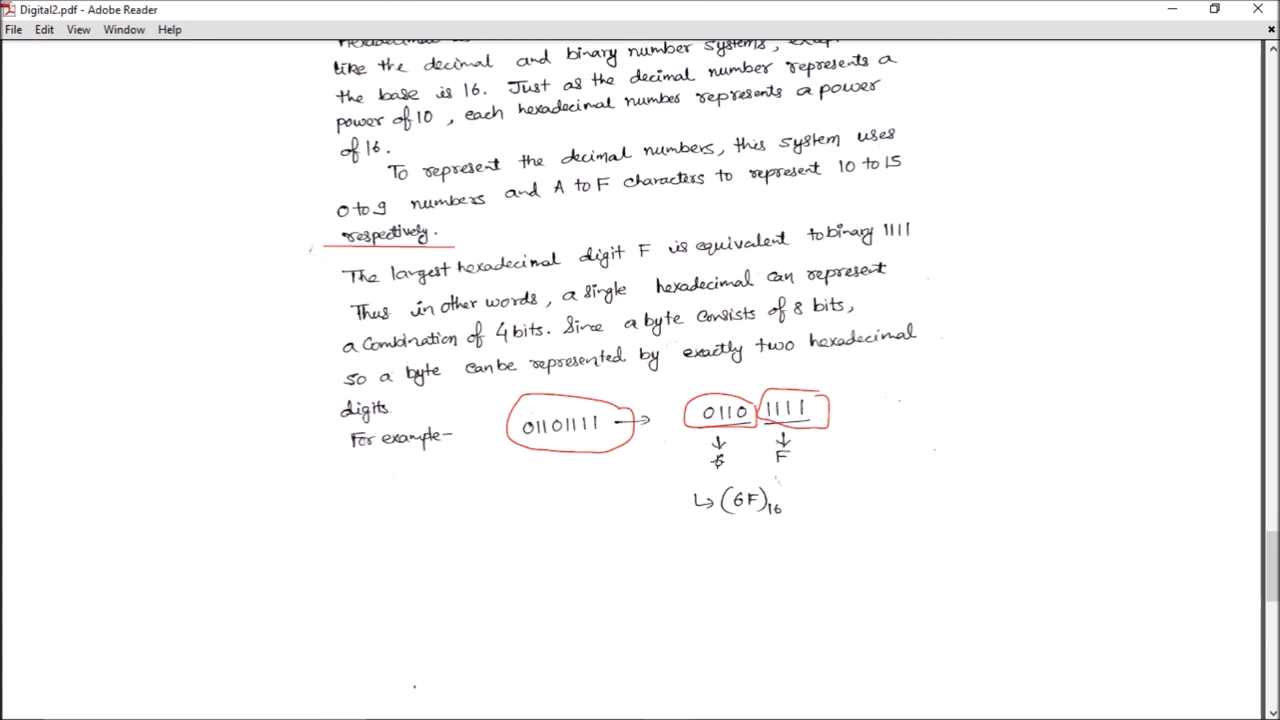 Digital2.pdf - Adobe Reader
File Edit View Window Help
like the decimal and binary number systems,
the base is 16. Just as the decimal number represents a
power of 10, each hexadecimal number represents a power
of 16.
To represent the decimal numbers, this system uses
0 to 9 numbers and A to F characters to represent 10 to 15
respectively.
The largest hexadecimal digit F is equivalent to binary 1111
Thus in other words, a single hexadecimal can represent
a combination of 4 bits. Since a byte consists of 8 bits,
so a byte can be represented by exactly two hexadecimal
digits.
For example- 01101111 → 0110 1111
↓ ↓
F
↳ (6F)16